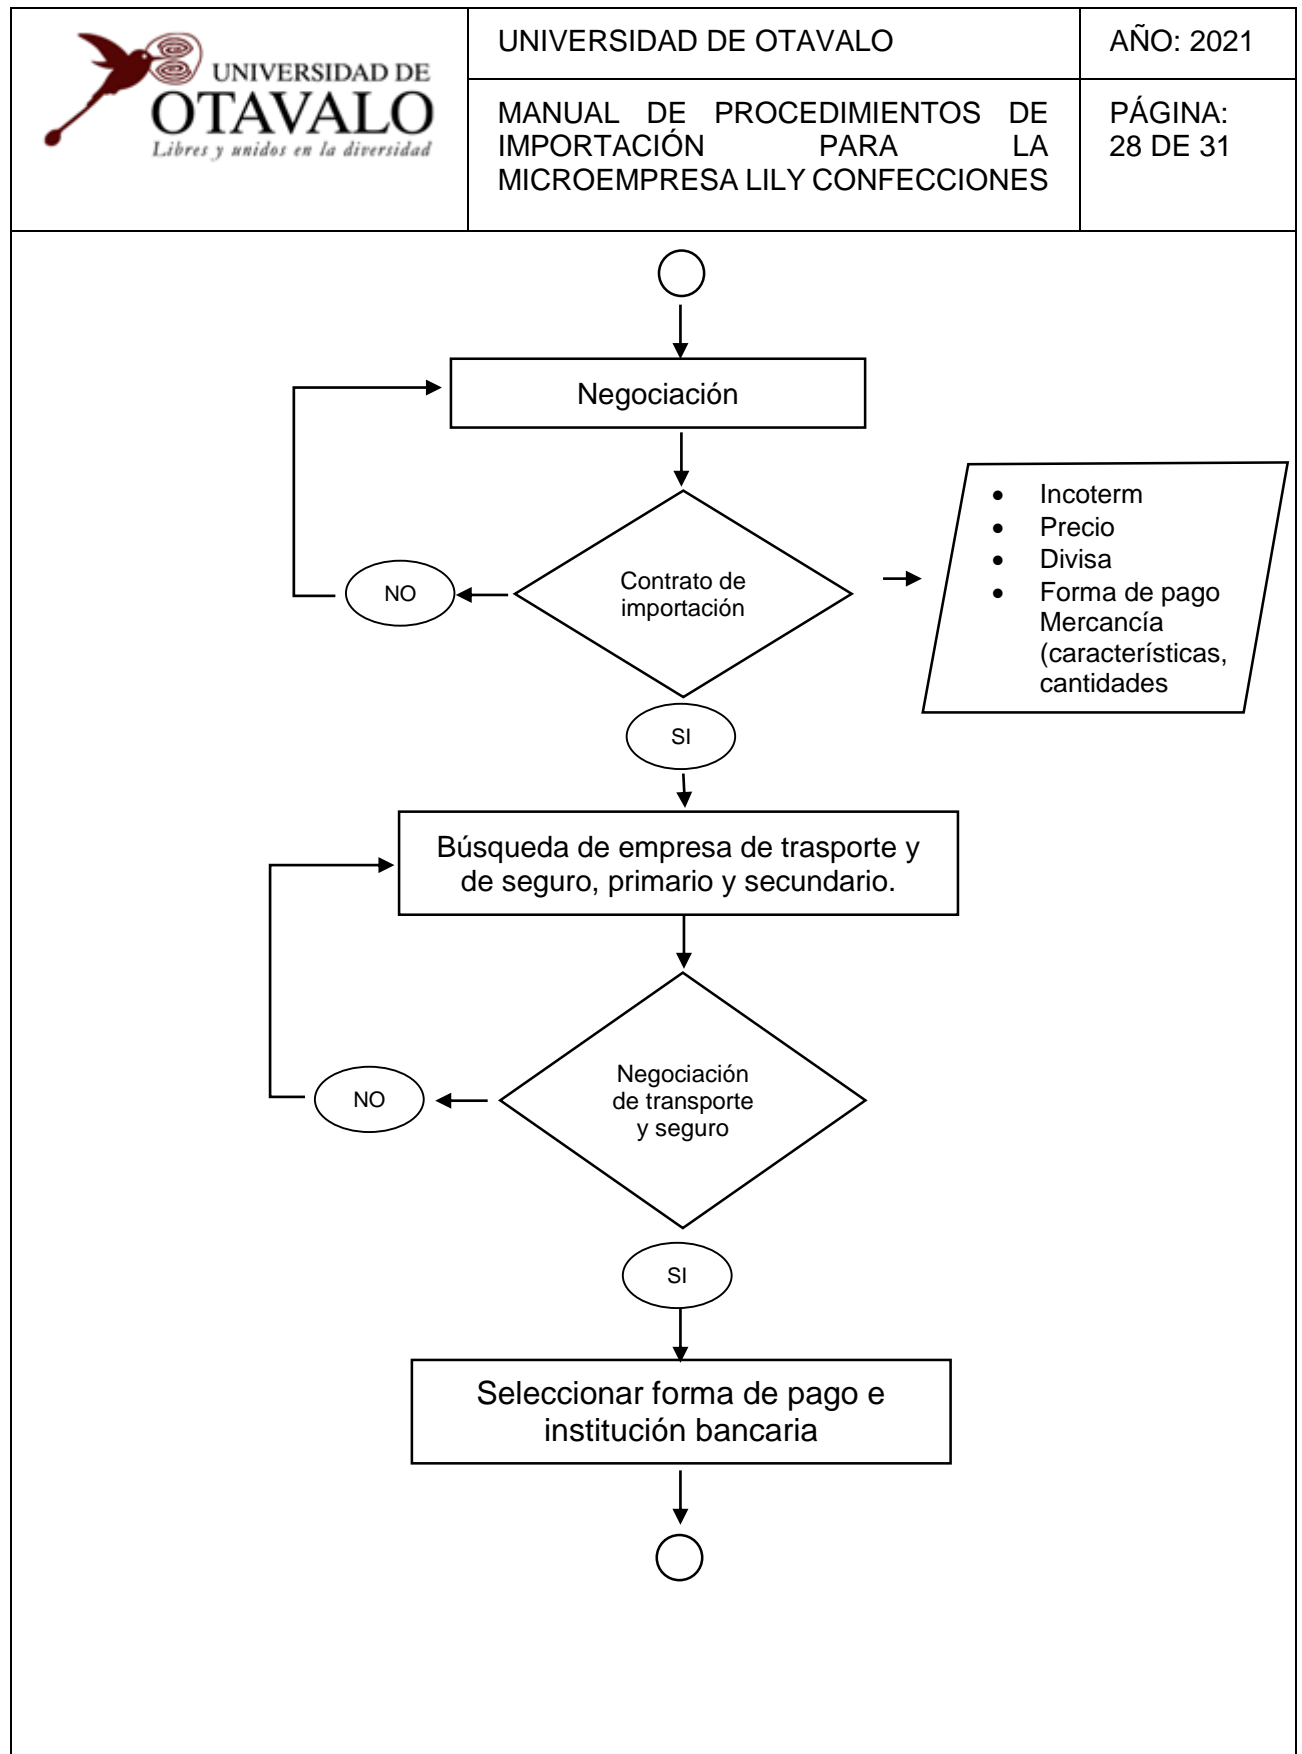 UNIVERSIDAD DE
OTAVALO
Libres y unidos en la diversidad
UNIVERSIDAD DE OTAVALO
AÑO: 2021
MANUAL DE PROCEDIMIENTOS DE
IMPORTACIÓN PARA LA
MICROEMPRESA LILY CONFECCIONES
PÁGINA:
28 DE 31
Negociación
Contrato de
importación
NO
• Incoterm
• Precio
• Divisa
• Forma de pago
Mercancía
(características,
cantidades
SI
Búsqueda de empresa de trasporte y
de seguro, primario y secundario.
Negociación
de transporte
y seguro
NO
SI
Seleccionar forma de pago e
institución bancaria